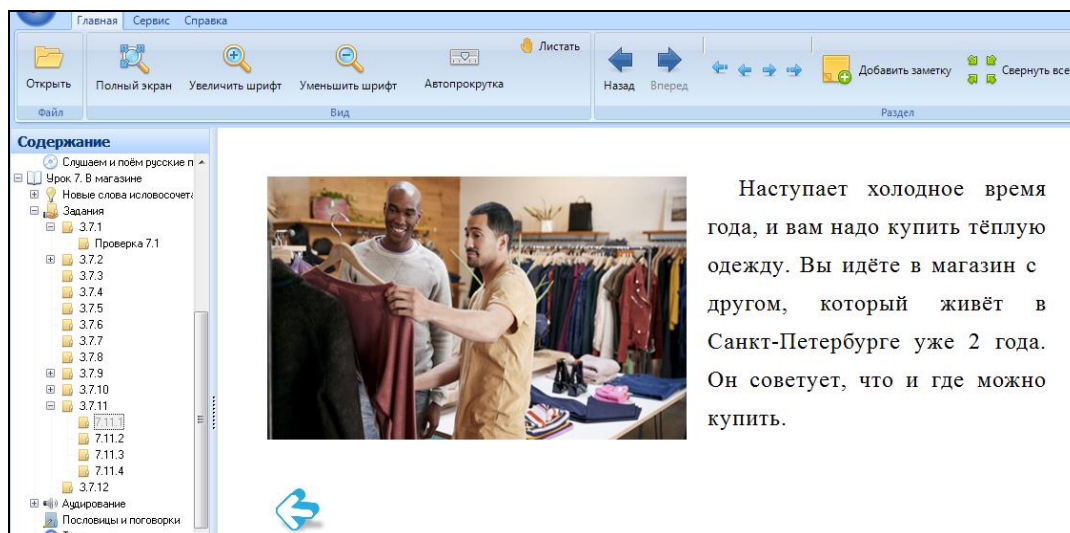 Главная Сервис Справка
Открыть
Полный экран
Увеличить шрифт
Уменьшить шрифт
Автопрокрутка
Листать
Назад
Вперед
Добавить заметку
Свернуть все
Файл
Вид
Раздел
Содержание
Слушаем и поём русские п
Урок 7. В магазине
Новые слова исловосочета
Задания
3.7.1
Проверка 7.1
3.7.2
3.7.3
3.7.4
3.7.5
3.7.6
3.7.7
3.7.8
3.7.9
3.7.10
3.7.11
7.11.1
7.11.2
7.11.3
7.11.4
3.7.12
Аудирование
Пословицы и поговорки
Наступает холодное время
года, и вам надо купить тёплую
одежду. Вы идёте в магазин с
другом, который живёт в
Санкт-Петербурге уже 2 года.
Он советует, что и где можно
купить.